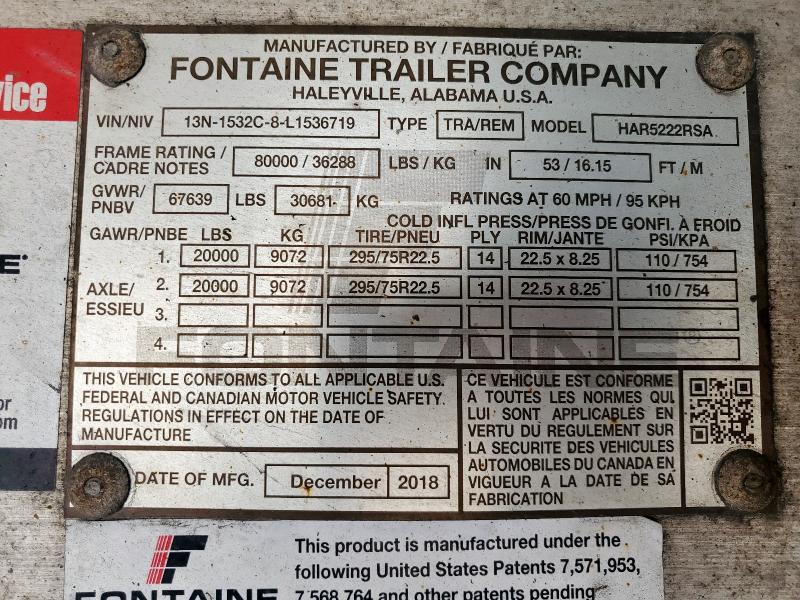 vice
MANUFACTURED BY / FABRIQUÉ PAR:
FONTAINE TRAILER COMPANY
HALEYVILLE, ALABAMA U.S.A.
VIN/NIV 13N-1532C-8-L1536719 TYPE TRA/REM MODEL HAR5222RSA
FRAME RATING / CADRE NOTES 80000 / 36288 LBS / KG IN 53 / 16.15 FT / M
GVWR/ PNBV 67639 LBS 30681 KG RATINGS AT 60 MPH / 95 KPH
COLD INFL PRESS/PRESS DE GONFL. À FROID
GAWR/PNBE LBS KG TIRE/PNEU PLY RIM/JANTE PSI/KPA
1. 20000 9072 295/75R22.5 14 22.5 x 8.25 110 / 754
AXLE/ ESSIEU
2. 20000 9072 295/75R22.5 14 22.5 x 8.25 110 / 754
3.
4.
FONTAINE
THIS VEHICLE CONFORMS TO ALL APPLICABLE U.S.
FEDERAL AND CANADIAN MOTOR VEHICLE SAFETY.
REGULATIONS IN EFFECT ON THE DATE OF
MANUFACTURE
CE VEHICULE EST CONFORME
A TOUTES LES NORMES QUI
LUI SONT APPLICABLES EN
VERTU DU REGULEMENT SUR
LA SECURITE DES VEHICULES
AUTOMOBILES DU CANADA EN
VIGUEUR A LA DATE DE SA
FABRICATION
DATE OF MFG. December 2018
E
or
om
FONTAINE
This product is manufactured under the
following United States Patents 7,571,953,
7,568,764 and other patents pending